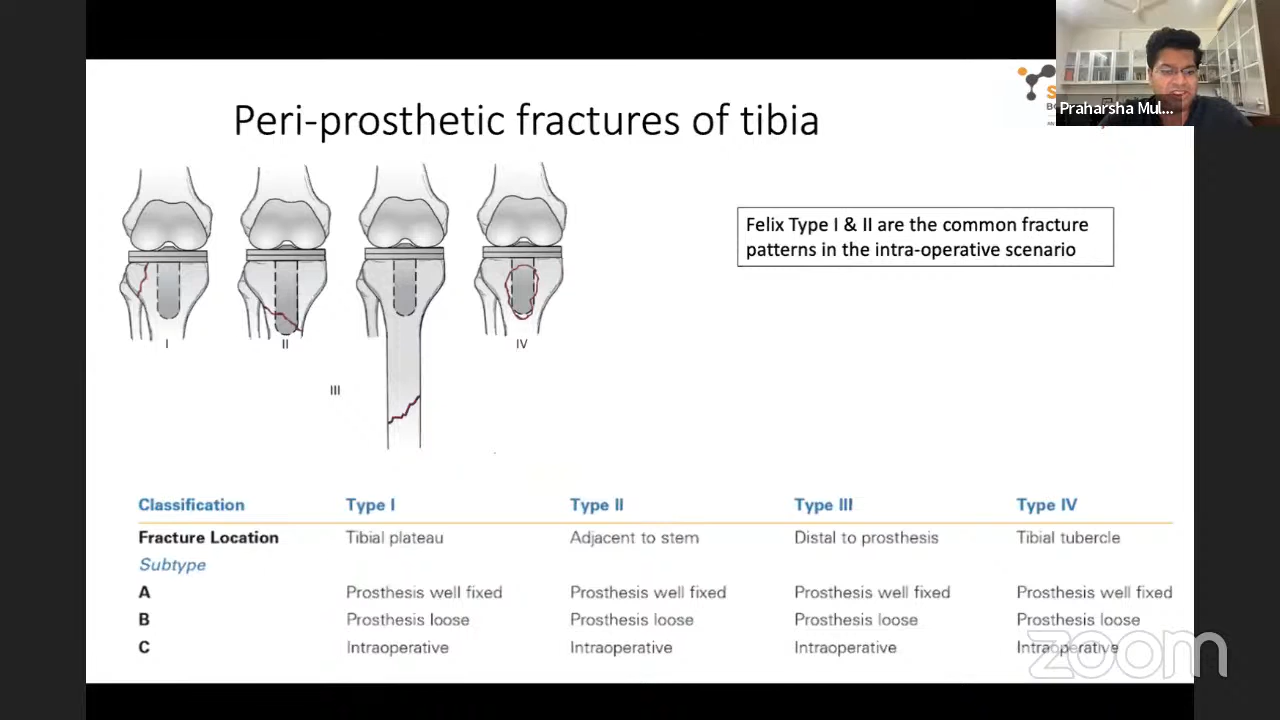 Praharsha Mul...
Peri-prosthetic fractures of tibia
Felix Type I & II are the common fracture
patterns in the intra-operative scenario
I
II
III
IV
Classification Type I Type II Type III Type IV
Fracture Location Tibial plateau Adjacent to stem Distal to prosthesis Tibial tubercle
Subtype
A Prosthesis well fixed Prosthesis well fixed Prosthesis well fixed Prosthesis well fixed
B Prosthesis loose Prosthesis loose Prosthesis loose Prosthesis loose
C Intraoperative Intraoperative Intraoperative Intraoperative
zoom